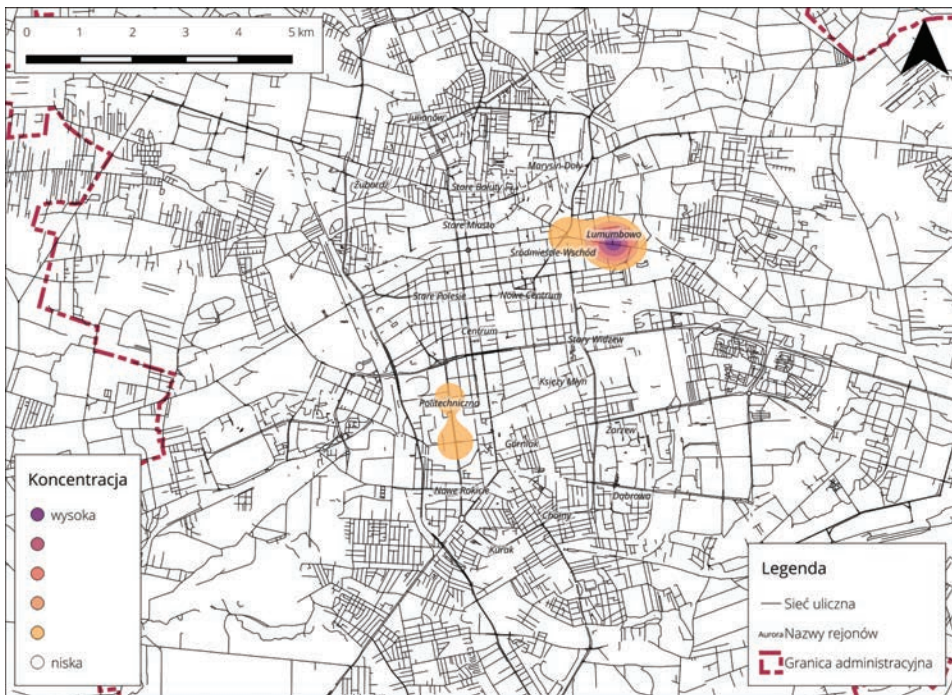 0 1 2 3 4 5 km
Julianów
Marysin-Doły
Żubardź
Stare Bałuty
Stare Miasto
Lumumbowo
Śródmieście-Wschód
Stare Polesie
Nowe Centrum
Centrum
Stary Widzew
Księży Młyn
Politechniczna
Górniak
Zarzew
Nowe Rokicie
Dąbrowa
Chojny
Kurak
Koncentracja
wysoka
niska
Legenda
Sieć uliczna
Aurora Nazwy rejonów
Granica administracyjna